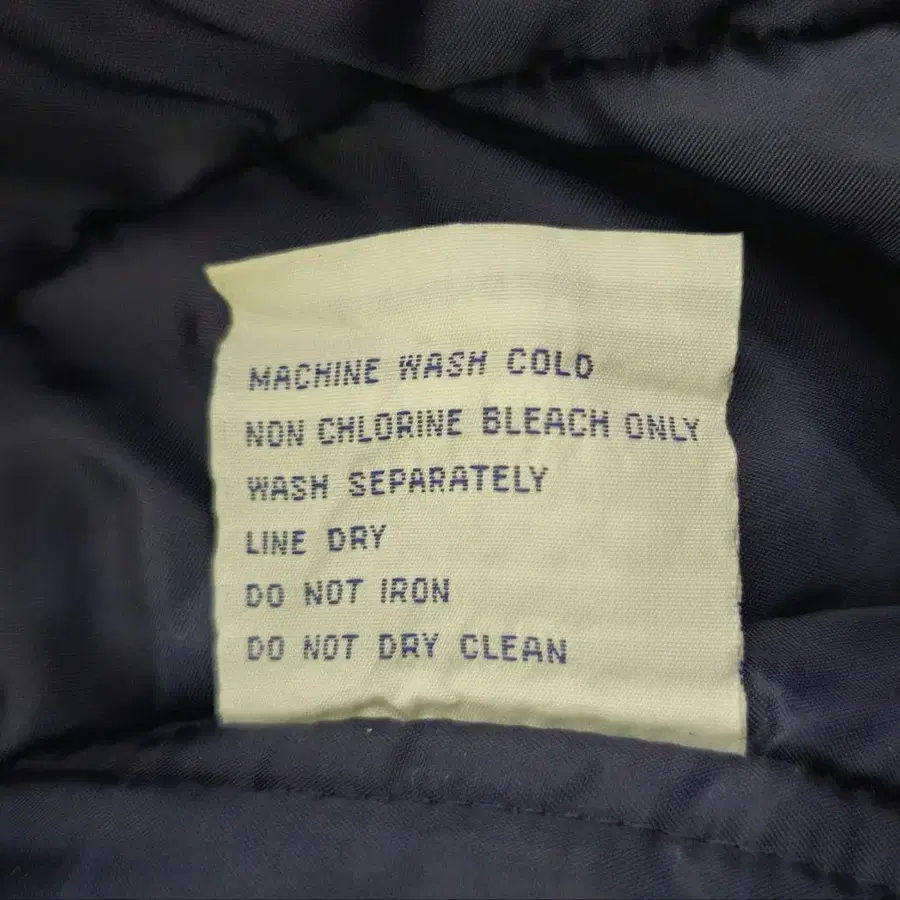 MACHINE WASH COLD
NON CHLORINE BLEACH ONLY
WASH SEPARATELY
LINE DRY
DO NOT IRON
DO NOT DRY CLEAN